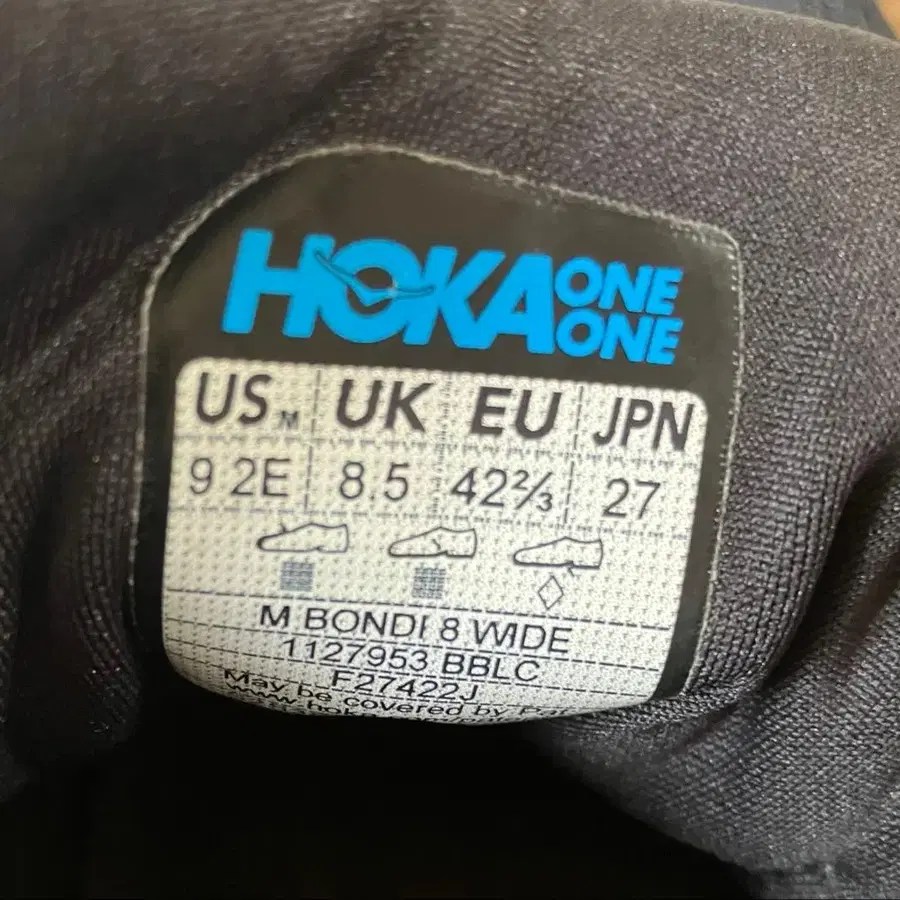 HOKA ONE ONE
US M UK EU JPN
9 2E 8.5 42⅔ 27
M BONDI 8 WIDE
1127953 BBLC
F27422J
May be covered by